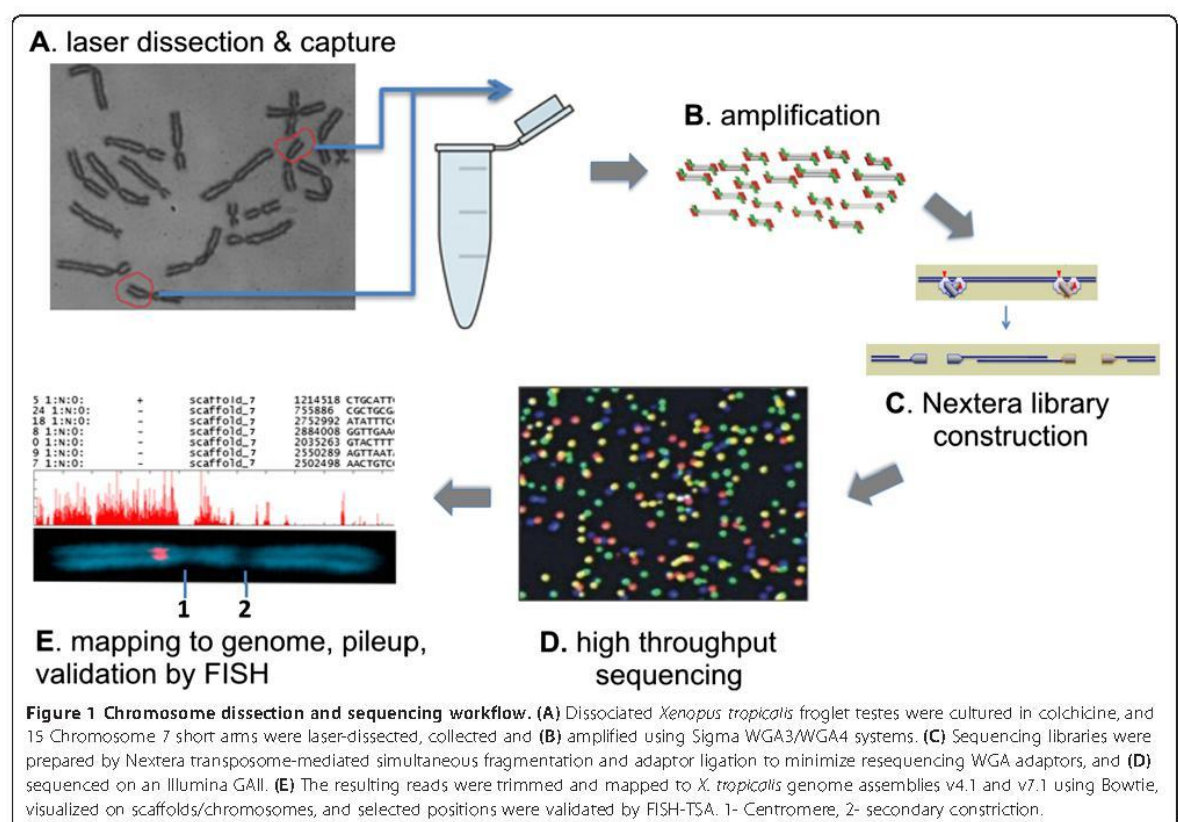 A. laser dissection & capture
B. amplification
C. Nextera library
construction
D. high throughput
sequencing
5 1:N:0: + scaffold_7 1214518 CTGCATT
24 1:N:0: - scaffold_7 755886 CGCTGCG
18 1:N:0: - scaffold_7 2752992 ATATTTC
8 1:N:0: - scaffold_7 2884008 GGTTGAA
0 1:N:0: - scaffold_7 2035263 GTACTTT
9 1:N:0: - scaffold_7 2550289 AGTTAAT
7 1:N:0: - scaffold_7 2502498 AACTGTC
1 2
E. mapping to genome, pileup,
validation by FISH
Figure 1 Chromosome dissection and sequencing workflow. (A) Dissociated Xenopus tropicalis froglet testes were cultured in colchicine, and
15 Chromosome 7 short arms were laser-dissected, collected and (B) amplified using Sigma WGA3/WGA4 systems. (C) Sequencing libraries were
prepared by Nextera transposome-mediated simultaneous fragmentation and adaptor ligation to minimize resequencing WGA adaptors, and (D)
sequenced on an Illumina GAII. (E) The resulting reads were trimmed and mapped to X. tropicalis genome assemblies v4.1 and v7.1 using Bowtie,
visualized on scaffolds/chromosomes, and selected positions were validated by FISH-TSA. 1- Centromere, 2- secondary constriction.